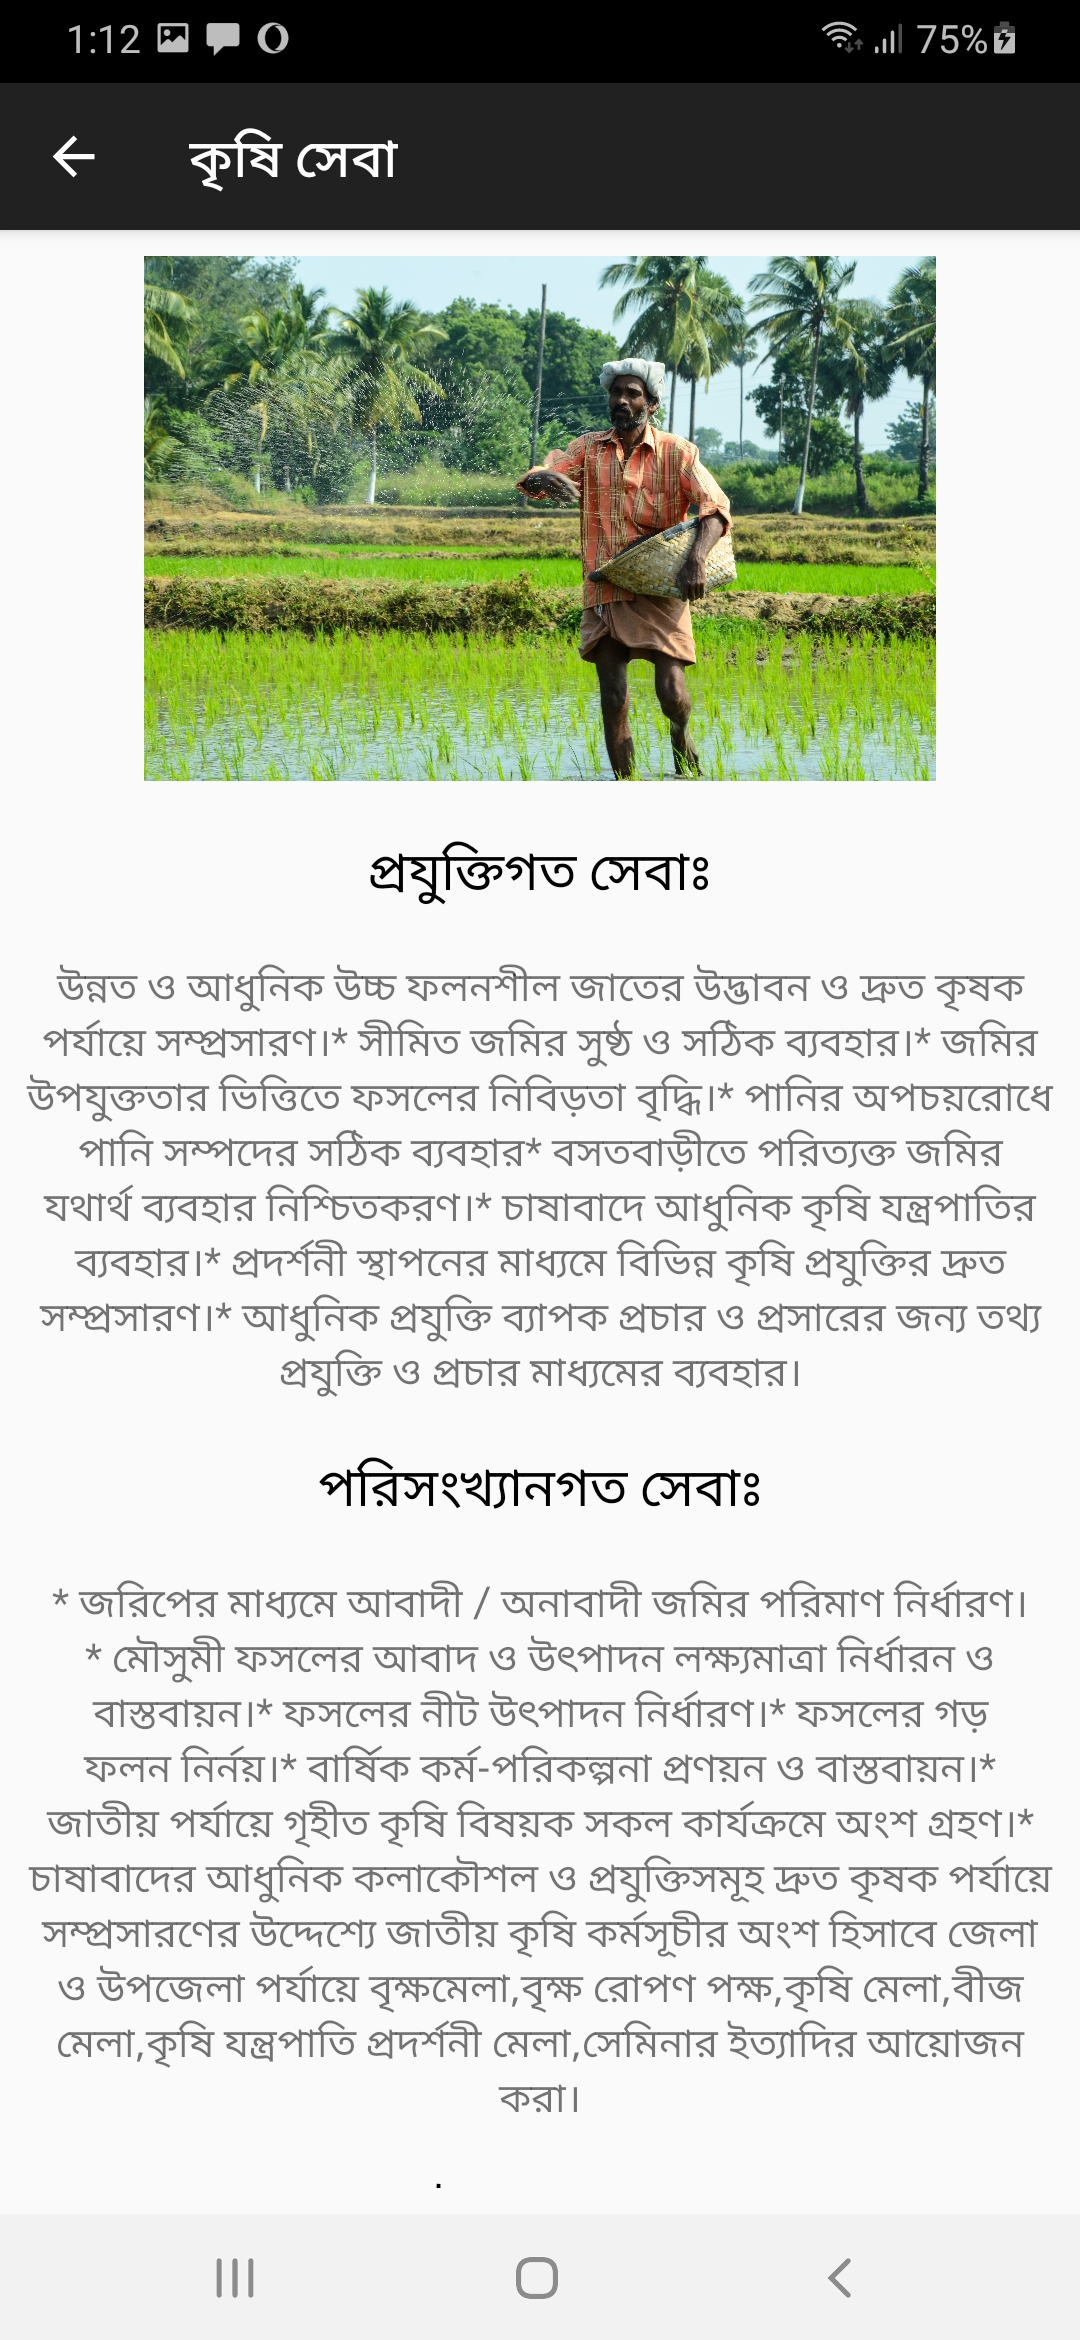 1:12
75%
কৃষি সেবা
প্রযুক্তিগত সেবাঃ
উন্নত ও আধুনিক উচ্চ ফলনশীল জাতের উদ্ভাবন ও দ্রুত কৃষক
পর্যায়ে সম্প্রসারণ।* সীমিত জমির সুষ্ঠ ও সঠিক ব্যবহার।* জমির
উপযুক্ততার ভিত্তিতে ফসলের নিবিড়তা বৃদ্ধি।* পানির অপচয়রোধে
পানি সম্পদের সঠিক ব্যবহার* বসতবাড়ীতে পরিত্যক্ত জমির
যথার্থ ব্যবহার নিশ্চিতকরণ।* চাষাবাদে আধুনিক কৃষি যন্ত্রপাতির
ব্যবহার।* প্রদর্শনী স্থাপনের মাধ্যমে বিভিন্ন কৃষি প্রযুক্তির দ্রুত
সম্প্রসারণ।* আধুনিক প্রযুক্তি ব্যাপক প্রচার ও প্রসারের জন্য তথ্য
প্রযুক্তি ও প্রচার মাধ্যমের ব্যবহার।
পরিসংখ্যানগত সেবাঃ
* জরিপের মাধ্যমে আবাদী / অনাবাদী জমির পরিমাণ নির্ধারণ।
* মৌসুমী ফসলের আবাদ ও উৎপাদন লক্ষ্যমাত্রা নির্ধারন ও
বাস্তবায়ন।* ফসলের নীট উৎপাদন নির্ধারণ।* ফসলের গড়
ফলন নির্নয়।* বার্ষিক কর্ম-পরিকল্পনা প্রণয়ন ও বাস্তবায়ন।*
জাতীয় পর্যায়ে গৃহীত কৃষি বিষয়ক সকল কার্যক্রমে অংশ গ্রহণ।*
চাষাবাদের আধুনিক কলাকৌশল ও প্রযুক্তিসমূহ দ্রুত কৃষক পর্যায়ে
সম্প্রসারণের উদ্দেশ্যে জাতীয় কৃষি কর্মসূচীর অংশ হিসাবে জেলা
ও উপজেলা পর্যায়ে বৃক্ষমেলা,বৃক্ষ রোপণ পক্ষ,কৃষি মেলা,বীজ
মেলা,কৃষি যন্ত্রপাতি প্রদর্শনী মেলা,সেমিনার ইত্যাদির আয়োজন
করা।
.